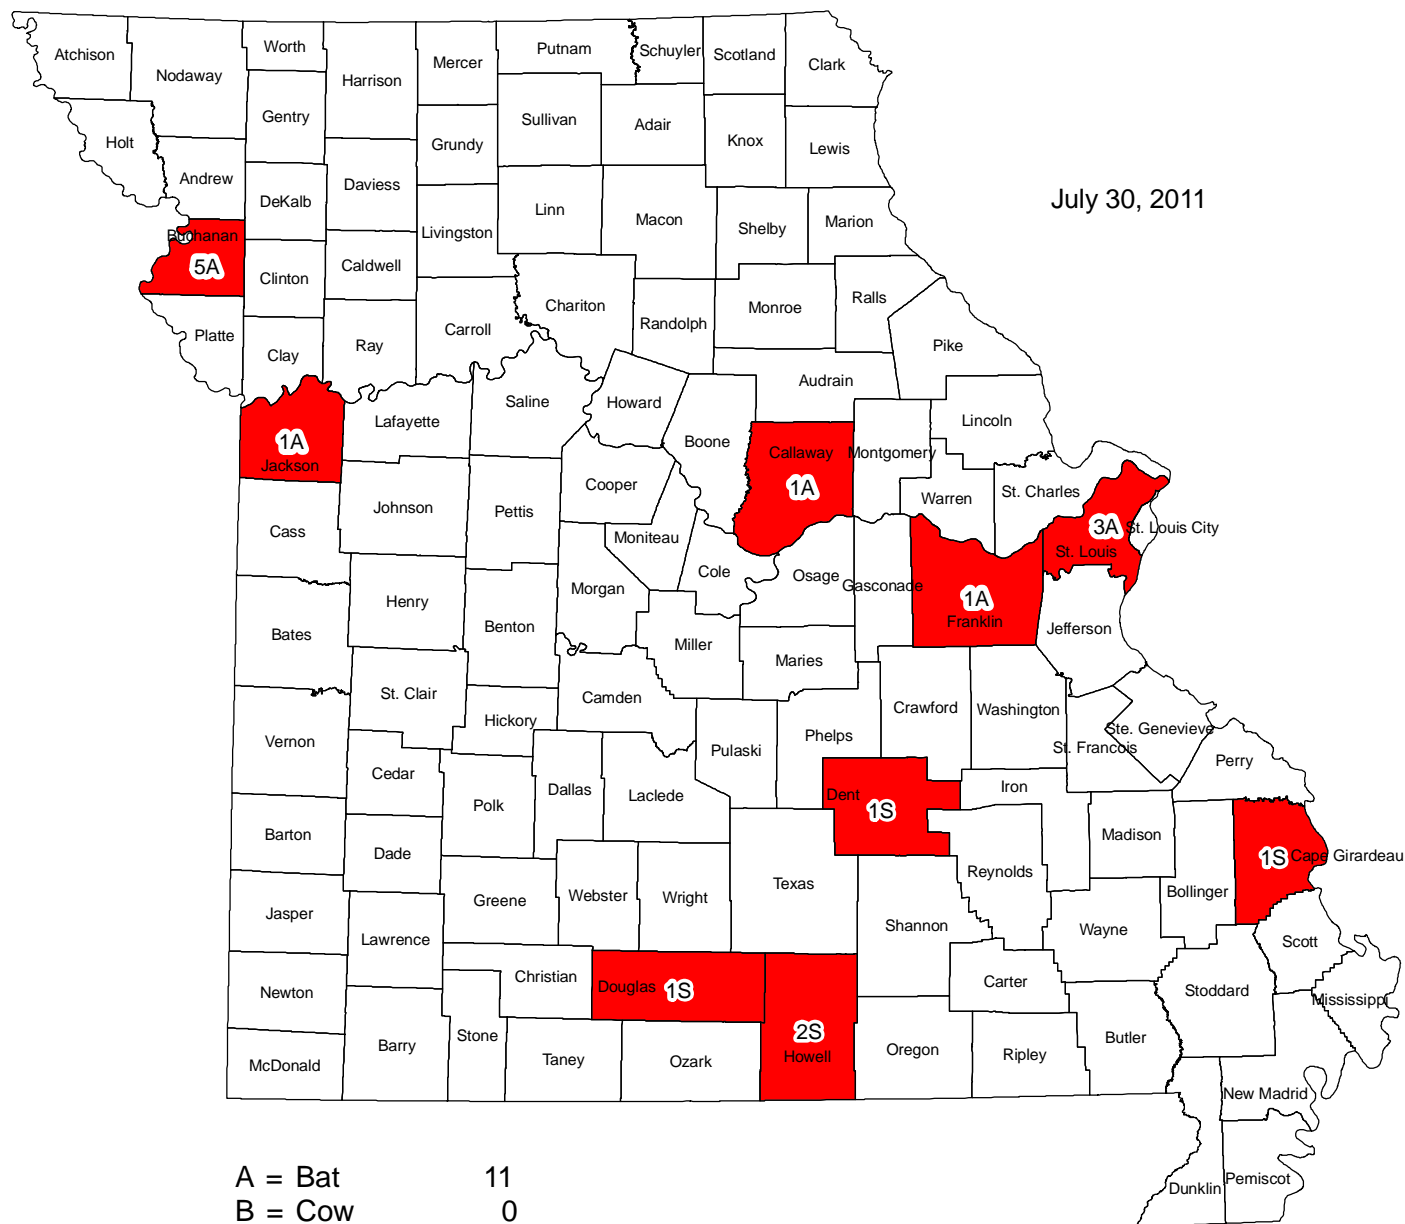 Atchison
Nodaway
Worth
Harrison
Mercer
Putnam
Schuyler
Scotland
Clark
Holt
Gentry
Grundy
Sullivan
Adair
Knox
Lewis
Andrew
DeKalb
Daviess
Livingston
Linn
Macon
Shelby
Marion
July 30, 2011
Buchanan
5A
Clinton
Caldwell
Chariton
Randolph
Monroe
Ralls
Platte
Clay
Ray
Carroll
Pike
Audrain
Saline
Howard
Lafayette
Boone
Lincoln
1A
Jackson
Callaway
1A
Montgomery
Cooper
Warren
St. Charles
Johnson
Pettis
Cass
Moniteau
3A
St. Louis
St. Louis City
Cole
Osage
Gasconade
Morgan
Henry
1A
Franklin
Benton
Bates
Miller
Jefferson
Maries
St. Clair
Camden
Hickory
Crawford
Washington
Vernon
Pulaski
Phelps
Ste. Genevieve
St. Francois
Perry
Cedar
Polk
Dallas
Laclede
Dent
1S
Iron
Barton
Dade
Madison
1S
Cape Girardeau
Texas
Reynolds
Bollinger
Jasper
Greene
Webster
Wright
Lawrence
Shannon
Wayne
Scott
Newton
Christian
Douglas
1S
Carter
Stoddard
Mississippi
Stone
2S
Howell
McDonald
Barry
Taney
Ozark
Oregon
Ripley
Butler
New Madrid
Dunklin
Pemiscot
A = Bat 11
B = Cow 0